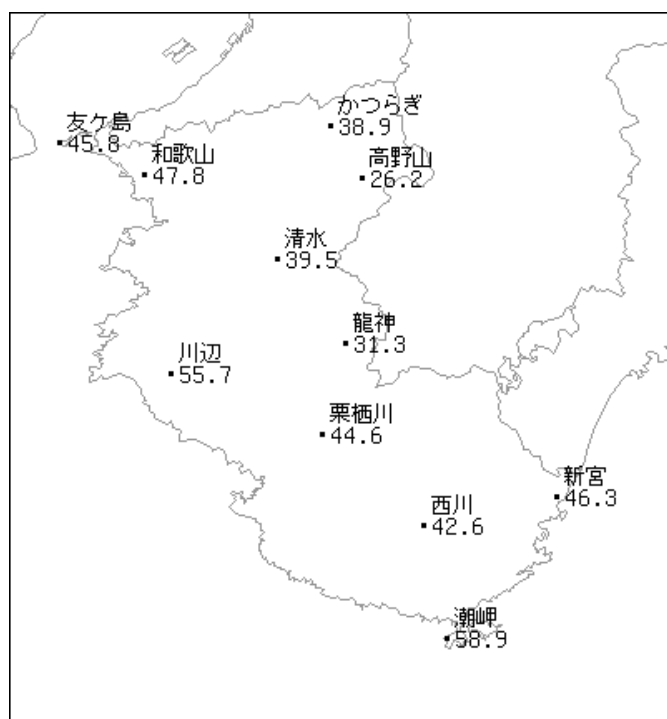 かつらぎ
38.9
友ケ島
45.8
和歌山
47.8
高野山
26.2
清水
39.5
龍神
31.3
川辺
55.7
栗栖川
44.6
新宮
46.3
西川
42.6
潮岬
58.9